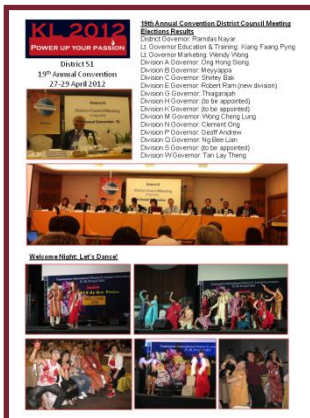 KL 2012
POWER UP YOUR PASSION
District 51
19th Annual Convention
27-29 April 2012
19th Annual Convention District Council Meeting
Elections Results
District Governor: Ramdas Nayar
Lt. Governor Education & Training: Kiang Faang Pyng
Lt. Governor Marketing: Wendy Wong
Division A Governor: Ong Hong Siong
Division B Governor: Meyyappa
Division C Governor: Shirley Bak
Division E Governor: Robert Ram (new divison)
Division G Governor: Thiagarajah
Division H Governor: (to be appointed)
Division K Governor: (to be appointed)
Division M Governor: Wong Cheng Lung
Division N Governor: Clement Ong
Division P Governor: Geoff Andrew
Division Q Governor: Ng Bee Lian
Division S Governor: (to be appointed)
Division W Governor: Tan Lay Theng
Welcome Night: Let's Dance!